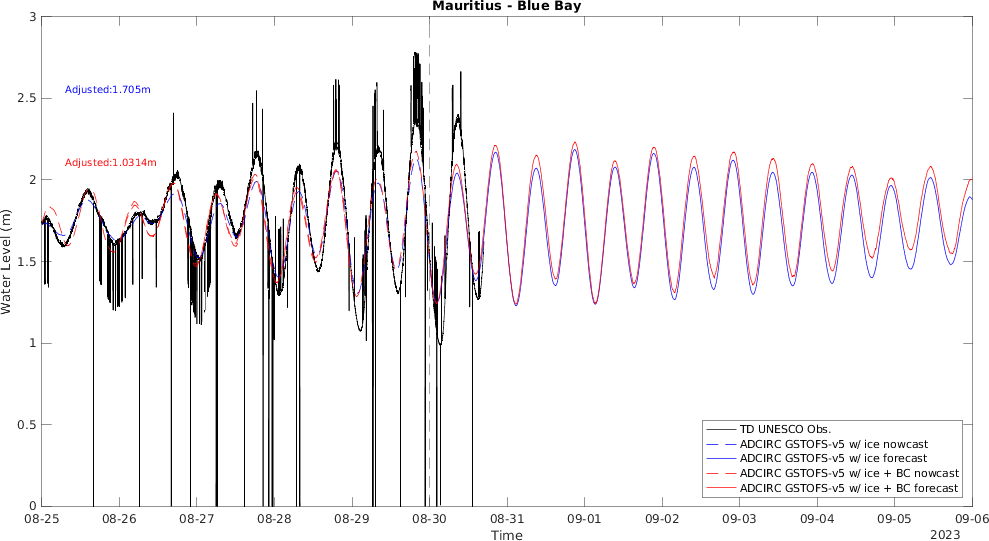 Mauritius - Blue Bay
Water Level (m)
3
2.5
2
1.5
1
0.5
0
Adjusted:1.705m
Adjusted:1.0314m
TD UNESCO Obs.
ADCIRC GSTOFS-v5 w/ ice nowcast
ADCIRC GSTOFS-v5 w/ ice forecast
ADCIRC GSTOFS-v5 w/ ice + BC nowcast
ADCIRC GSTOFS-v5 w/ ice + BC forecast
08-25 08-26 08-27 08-28 08-29 08-30 08-31 09-01 09-02 09-03 09-04 09-05 09-06
Time
2023